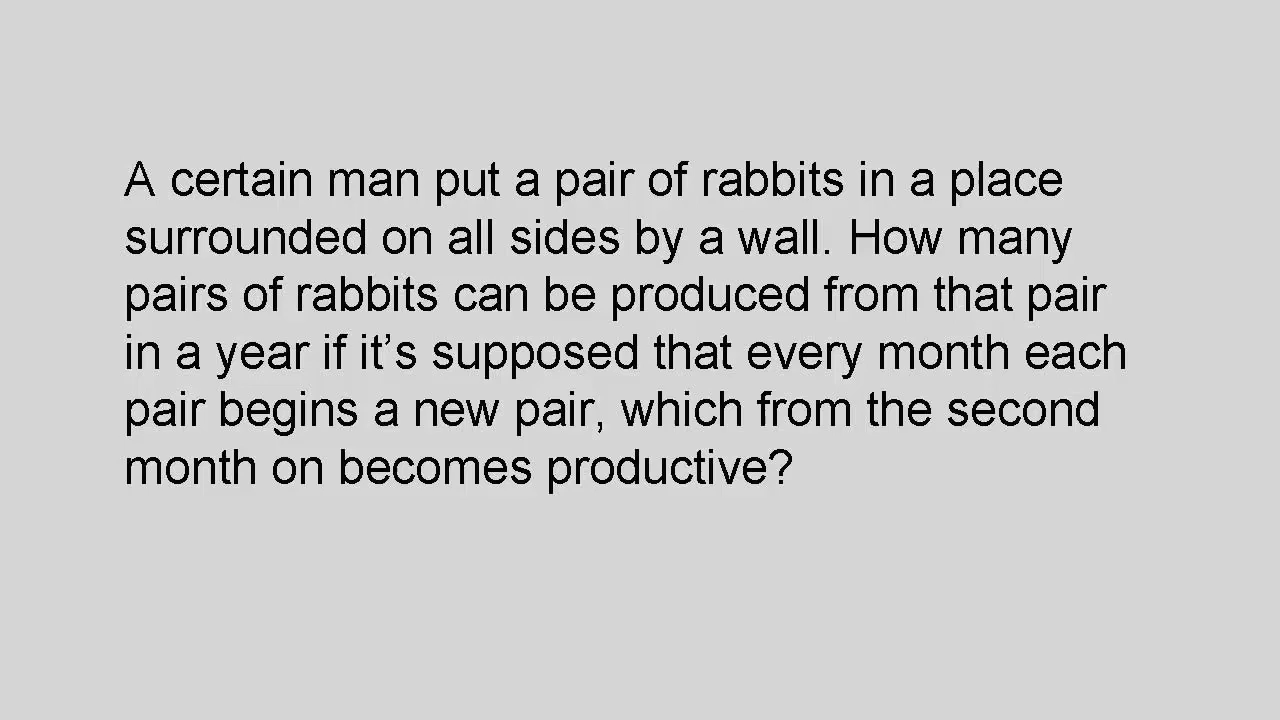 A certain man put a pair of rabbits in a place
surrounded on all sides by a wall. How many
pairs of rabbits can be produced from that pair
in a year if it’s supposed that every month each
pair begins a new pair, which from the second
month on becomes productive?